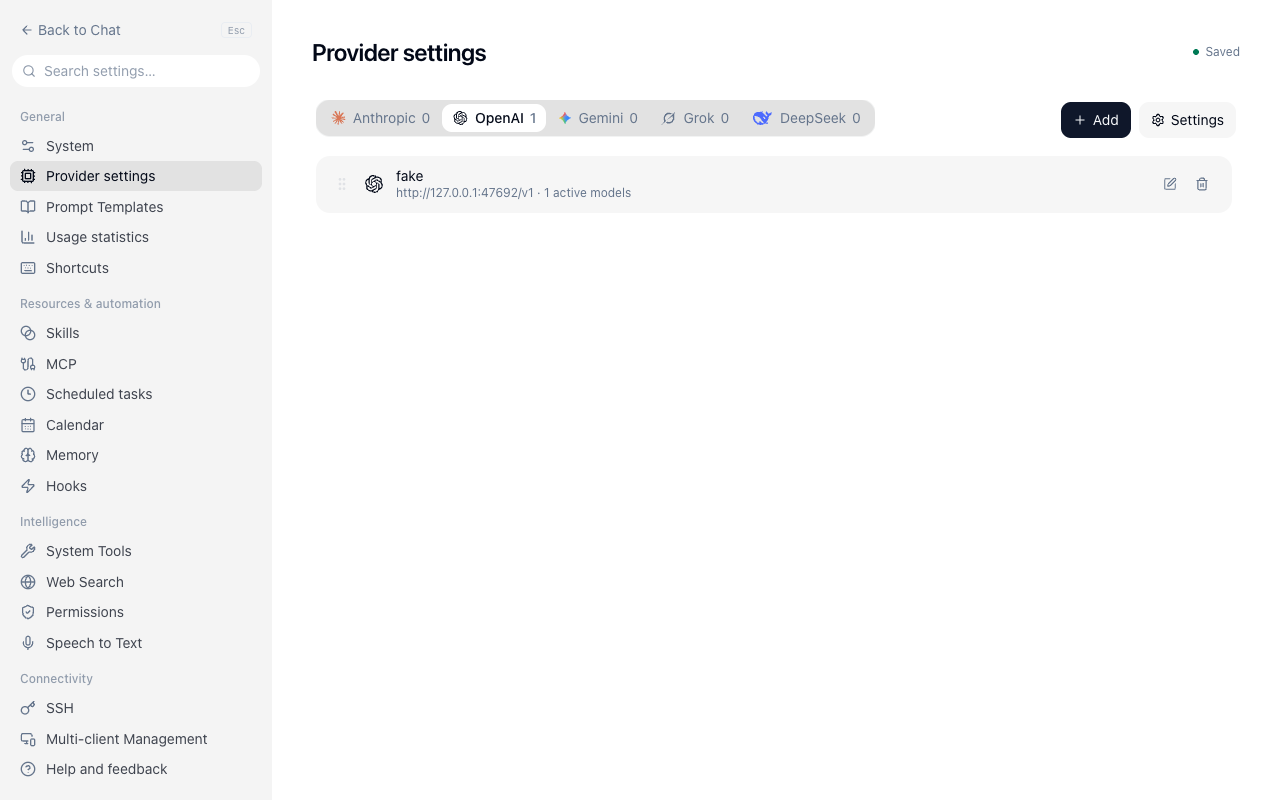 Back to Chat
Esc
Search settings...
General
System
Provider settings
Prompt Templates
Usage statistics
Shortcuts
Resources & automation
Skills
MCP
Scheduled tasks
Calendar
Memory
Hooks
Intelligence
System Tools
Web Search
Permissions
Speech to Text
Connectivity
SSH
Multi-client Management
Help and feedback
Provider settings
Saved
Anthropic 0 OpenAI 1 Gemini 0 Grok 0 DeepSeek 0
Add
Settings
fake
http://127.0.0.1:47692/v1 · 1 active models